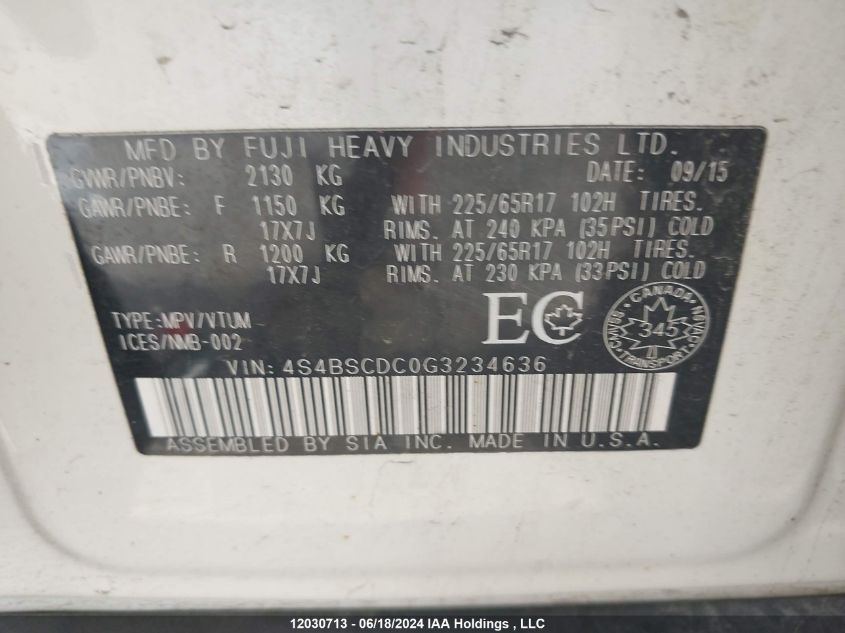 MFD BY FUJI HEAVY INDUSTRIES LTD.
GVWR/PNBV: 2130 KG DATE: 09/15
GAWR/PNBE: F 1150 KG WITH 225/65R17 102H TIRES.
17X7J RIMS. AT 240 KPA (35PSI) COLD
GAWR/PNBE: R 1200 KG WITH 225/65R17 102H TIRES.
17X7J RIMS. AT 230 KPA (33PSI) COLD
TYPE:MPV/VTUM
ICES/NMB-002
EC
CANADA
345
TRANSPORT
VIN: 4S4BSCDC0G3234636
ASSEMBLED BY SIA INC. MADE IN U.S.A.
12030713 - 06/18/2024 IAA Holdings , LLC